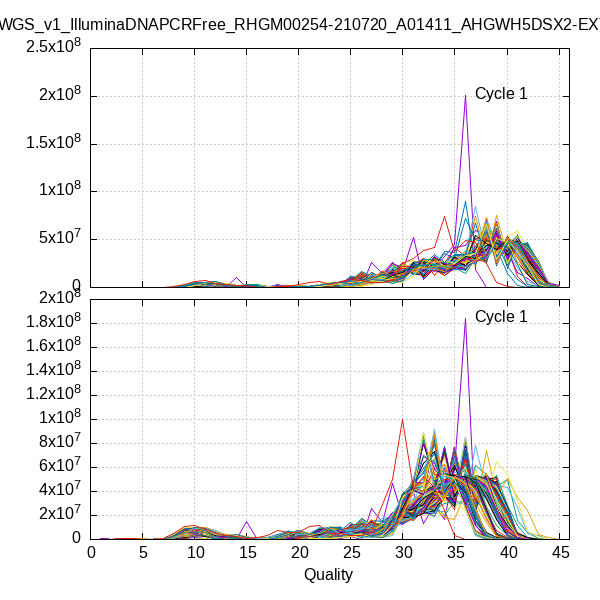 WGS_v1_IlluminaDNAPCRFree_RHGM00254-210720_A01411_AHGWH5DSX2-EX
2.5x10^8
2x10^8
1.5x10^8
1x10^8
5x10^7
0
Cycle 1
2x10^8
1.8x10^8
1.6x10^8
1.4x10^8
1.2x10^8
1x10^8
8x10^7
6x10^7
4x10^7
2x10^7
0
Cycle 1
0 5 10 15 20 25 30 35 40 45
Quality